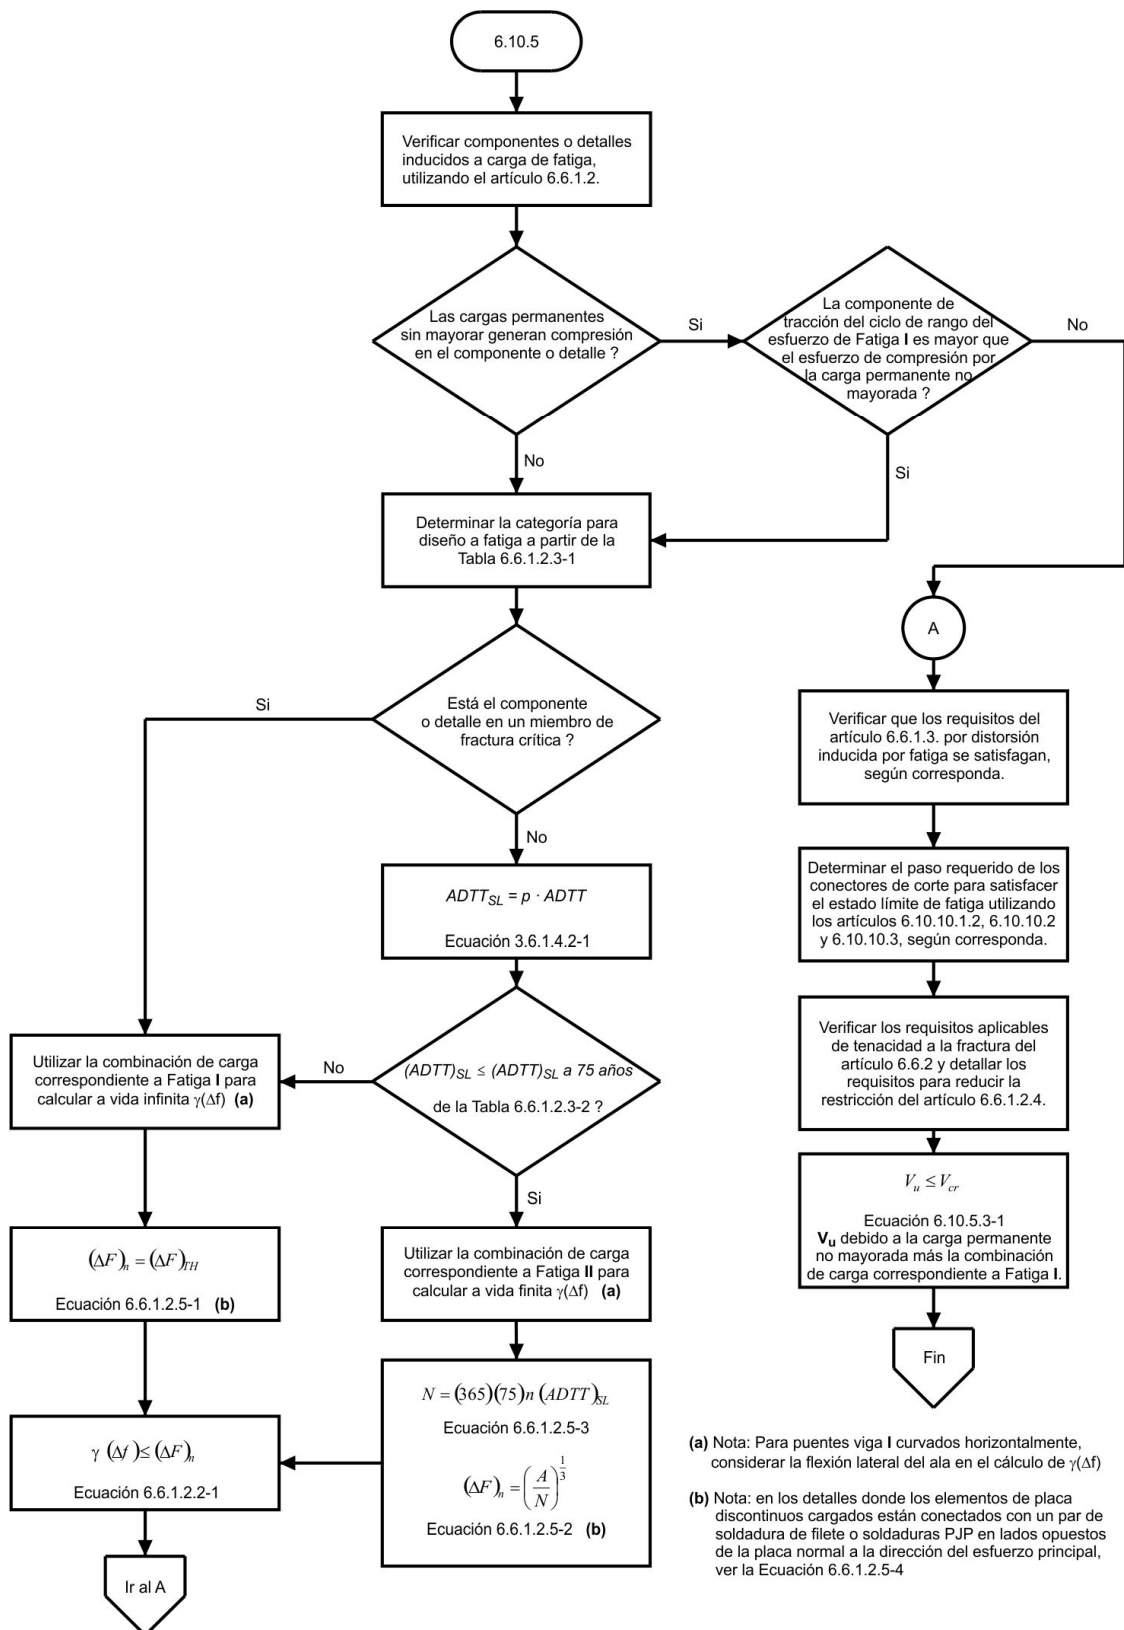 6.10.5
Verificar componentes o detalles
inducidos a carga de fatiga,
utilizando el artículo 6.6.1.2.
Las cargas permanentes
sin mayorar generan compresión
en el componente o detalle ?
Si
La componente de
tracción del ciclo de rango del
esfuerzo de Fatiga I es mayor que
el esfuerzo de compresión por
la carga permanente no
mayorada ?
No
No
Si
Determinar la categoría para
diseño a fatiga a partir de la
Tabla 6.6.1.2.3-1
A
Está el componente
o detalle en un miembro de
fractura crítica ?
Si
No
Verificar que los requisitos del
artículo 6.6.1.3. por distorsión
inducida por fatiga se satisfagan,
según corresponda.
ADTT_SL = p · ADTT
Ecuación 3.6.1.4.2-1
Determinar el paso requerido de los
conectores de corte para satisfacer
el estado límite de fatiga utilizando
los artículos 6.10.10.1.2, 6.10.10.2
y 6.10.10.3, según corresponda.
(ADTT)_SL ≤ (ADTT)_SL a 75 años
de la Tabla 6.6.1.2.3-2 ?
No
Si
Utilizar la combinación de carga
correspondiente a Fatiga I para
calcular a vida infinita γ(Δf) (a)
Verificar los requisitos aplicables
de tenacidad a la fractura del
artículo 6.6.2 y detallar los
requisitos para reducir la
restricción del artículo 6.6.1.2.4.
V_u ≤ V_cr
Ecuación 6.10.5.3-1
V_u debido a la carga permanente
no mayorada más la combinación
de carga correspondiente a Fatiga I.
Fin
(ΔF)_n = (ΔF)_TH
Ecuación 6.6.1.2.5-1 (b)
Utilizar la combinación de carga
correspondiente a Fatiga II para
calcular a vida finita γ(Δf) (a)
N = (365)(75) n (ADTT)_SL
Ecuación 6.6.1.2.5-3
(ΔF)_n = (A/N)^(1/3)
Ecuación 6.6.1.2.5-2 (b)
γ (Δf) ≤ (ΔF)_n
Ecuación 6.6.1.2.2-1
Ir al A
(a) Nota: Para puentes viga I curvados horizontalmente,
considerar la flexión lateral del ala en el cálculo de γ(Δf)
(b) Nota: en los detalles donde los elementos de placa
discontinuos cargados están conectados con un par de
soldadura de filete o soldaduras PJP en lados opuestos
de la placa normal a la dirección del esfuerzo principal,
ver la Ecuación 6.6.1.2.5-4